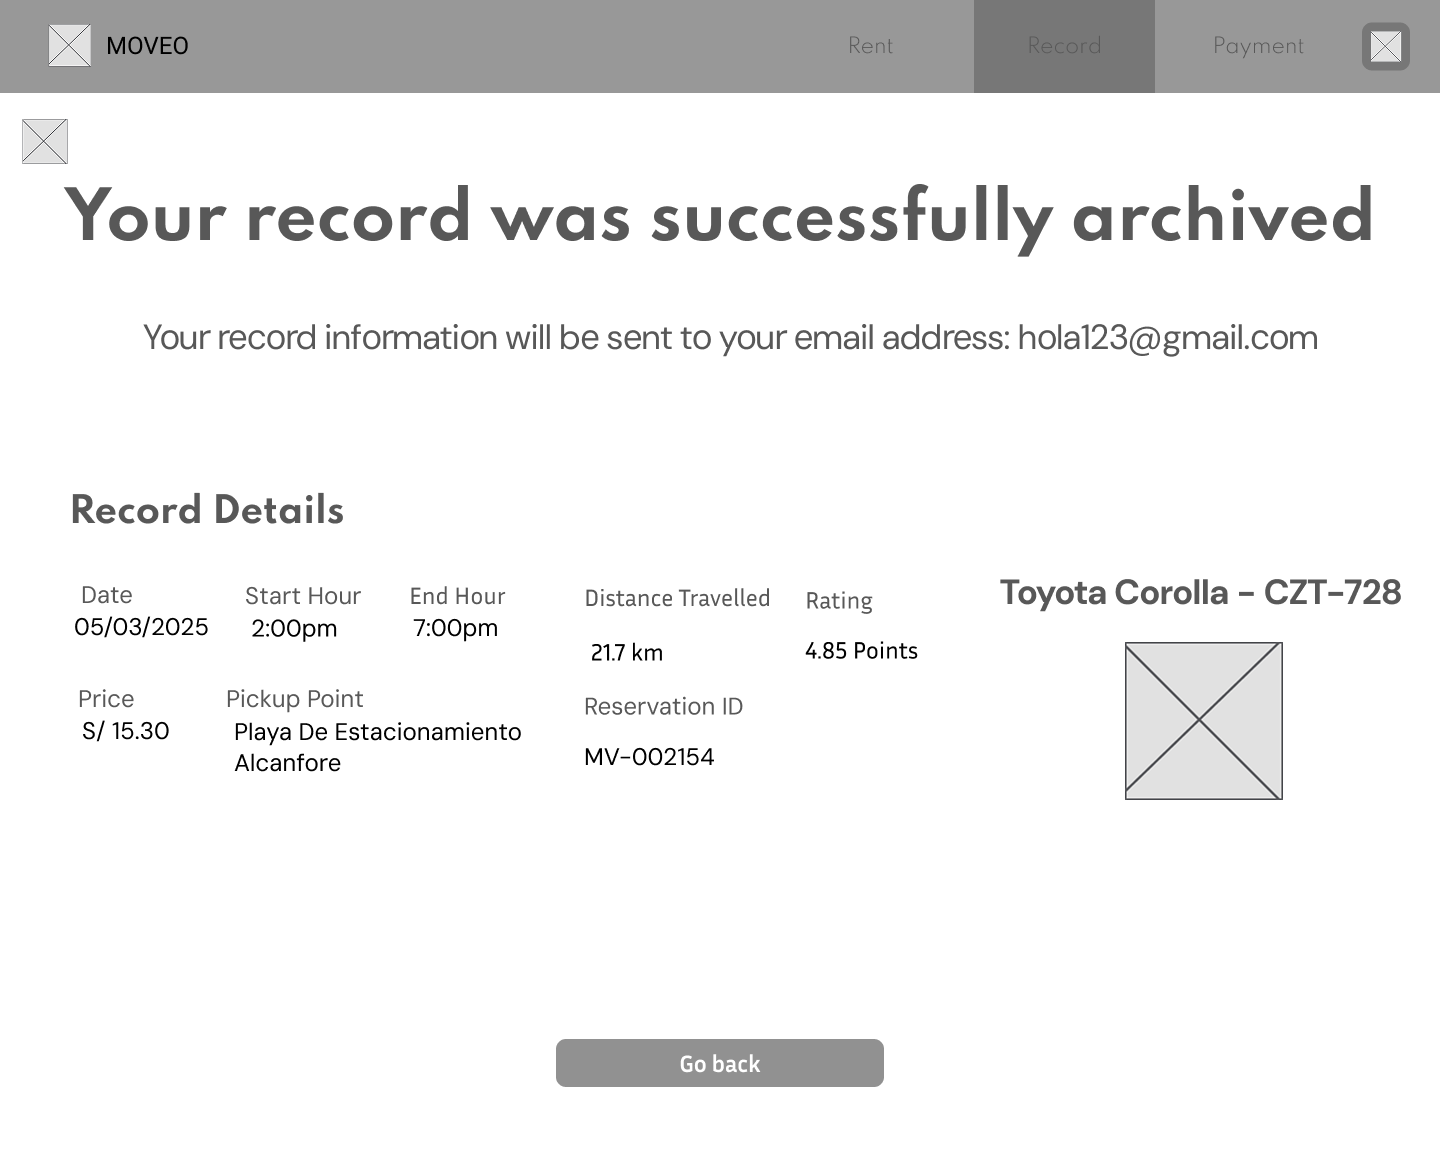 MOVEO
Rent
Record
Payment
Your record was successfully archived
Your record information will be sent to your email address: hola123@gmail.com
Record Details
Date
05/03/2025
Start Hour
2:00pm
End Hour
7:00pm
Distance Travelled
21.7 km
Rating
4.85 Points
Price
S/ 15.30
Pickup Point
Playa De Estacionamiento
Alcanfore
Reservation ID
MV-002154
Toyota Corolla - CZT-728
Go back